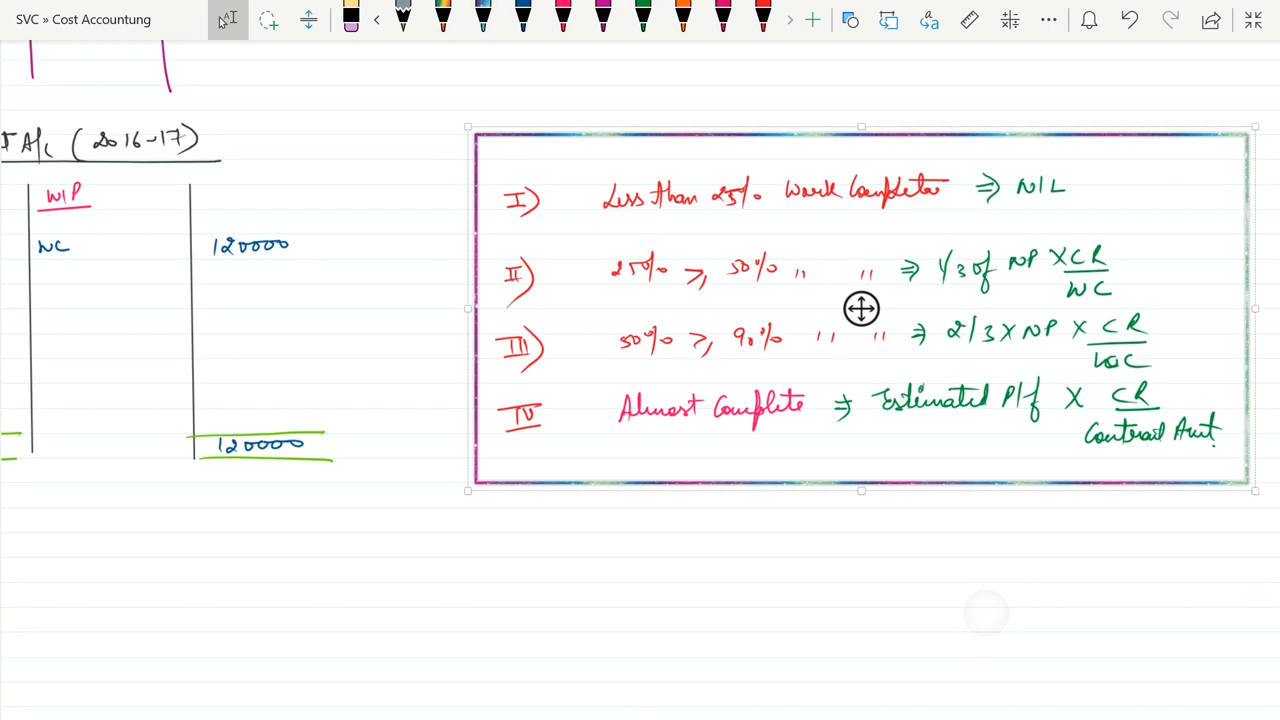 SVC » Cost Accountung
A/c (2016-17)
WIP
WC 120000
120000
I) Less than 25% Work Complete ⇒ NIL
II) 25% ≥, 50% " " ⇒ 1/3 of NP X CR
WC
III) 50% ≥, 90% " " ⇒ 2/3 X NP X CR
WC
IV Almost Complete ⇒ Estimated P/f X CR
Contract Amt.